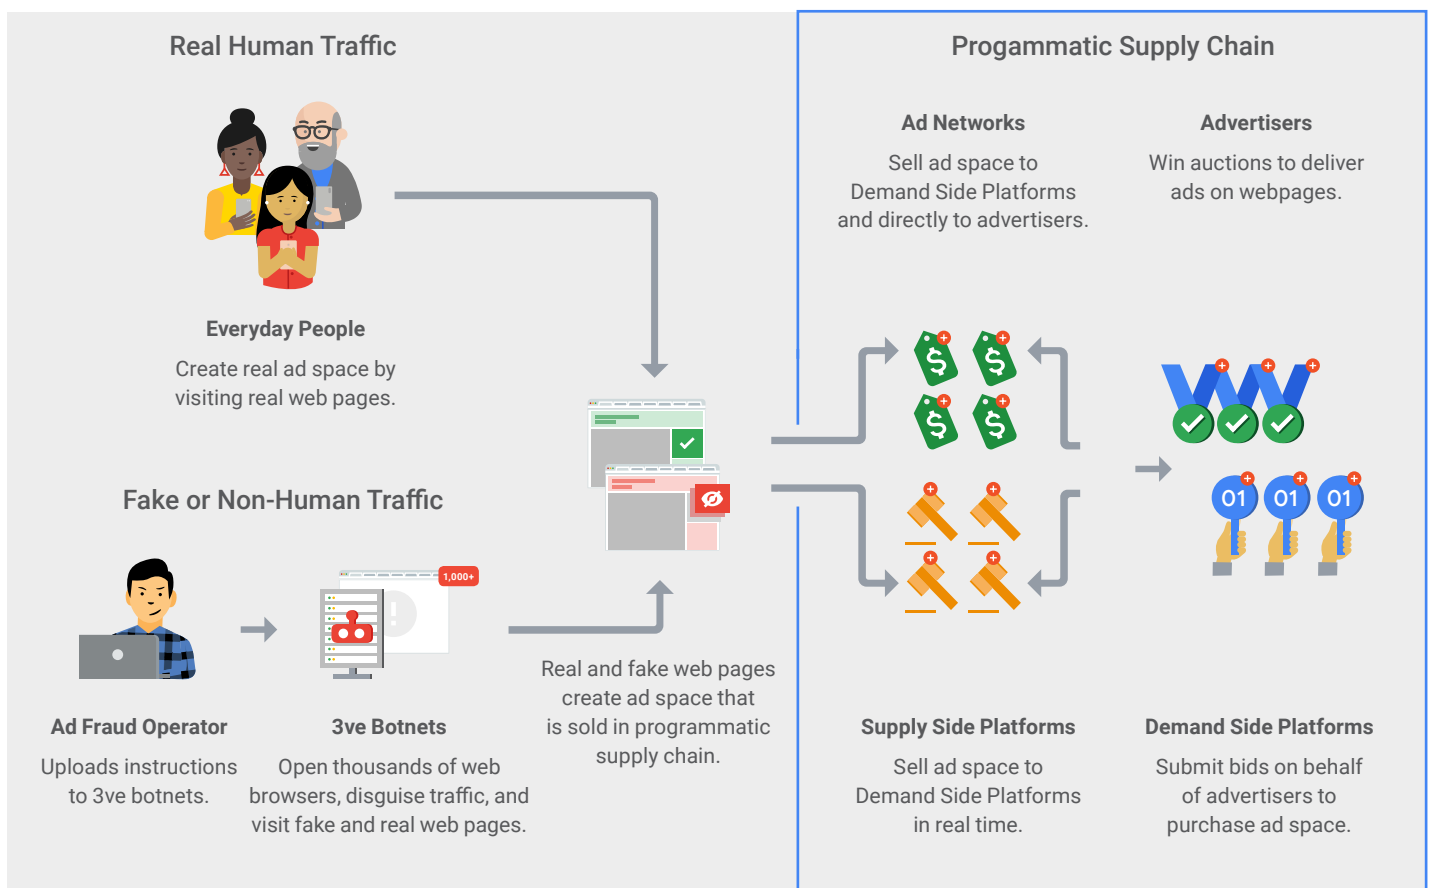 Real Human Traffic
Everyday People
Create real ad space by
visiting real web pages.
Fake or Non-Human Traffic
1,000+
Ad Fraud Operator
Uploads instructions
to 3ve botnets.
3ve Botnets
Open thousands of web
browsers, disguise traffic, and
visit fake and real web pages.
Real and fake web pages
create ad space that
is sold in programmatic
supply chain.
Progammatic Supply Chain
Ad Networks
Sell ad space to
Demand Side Platforms
and directly to advertisers.
Advertisers
Win auctions to deliver
ads on webpages.
$ $
$ $
01 01 01
Supply Side Platforms
Sell ad space to
Demand Side Platforms
in real time.
Demand Side Platforms
Submit bids on behalf
of advertisers to
purchase ad space.